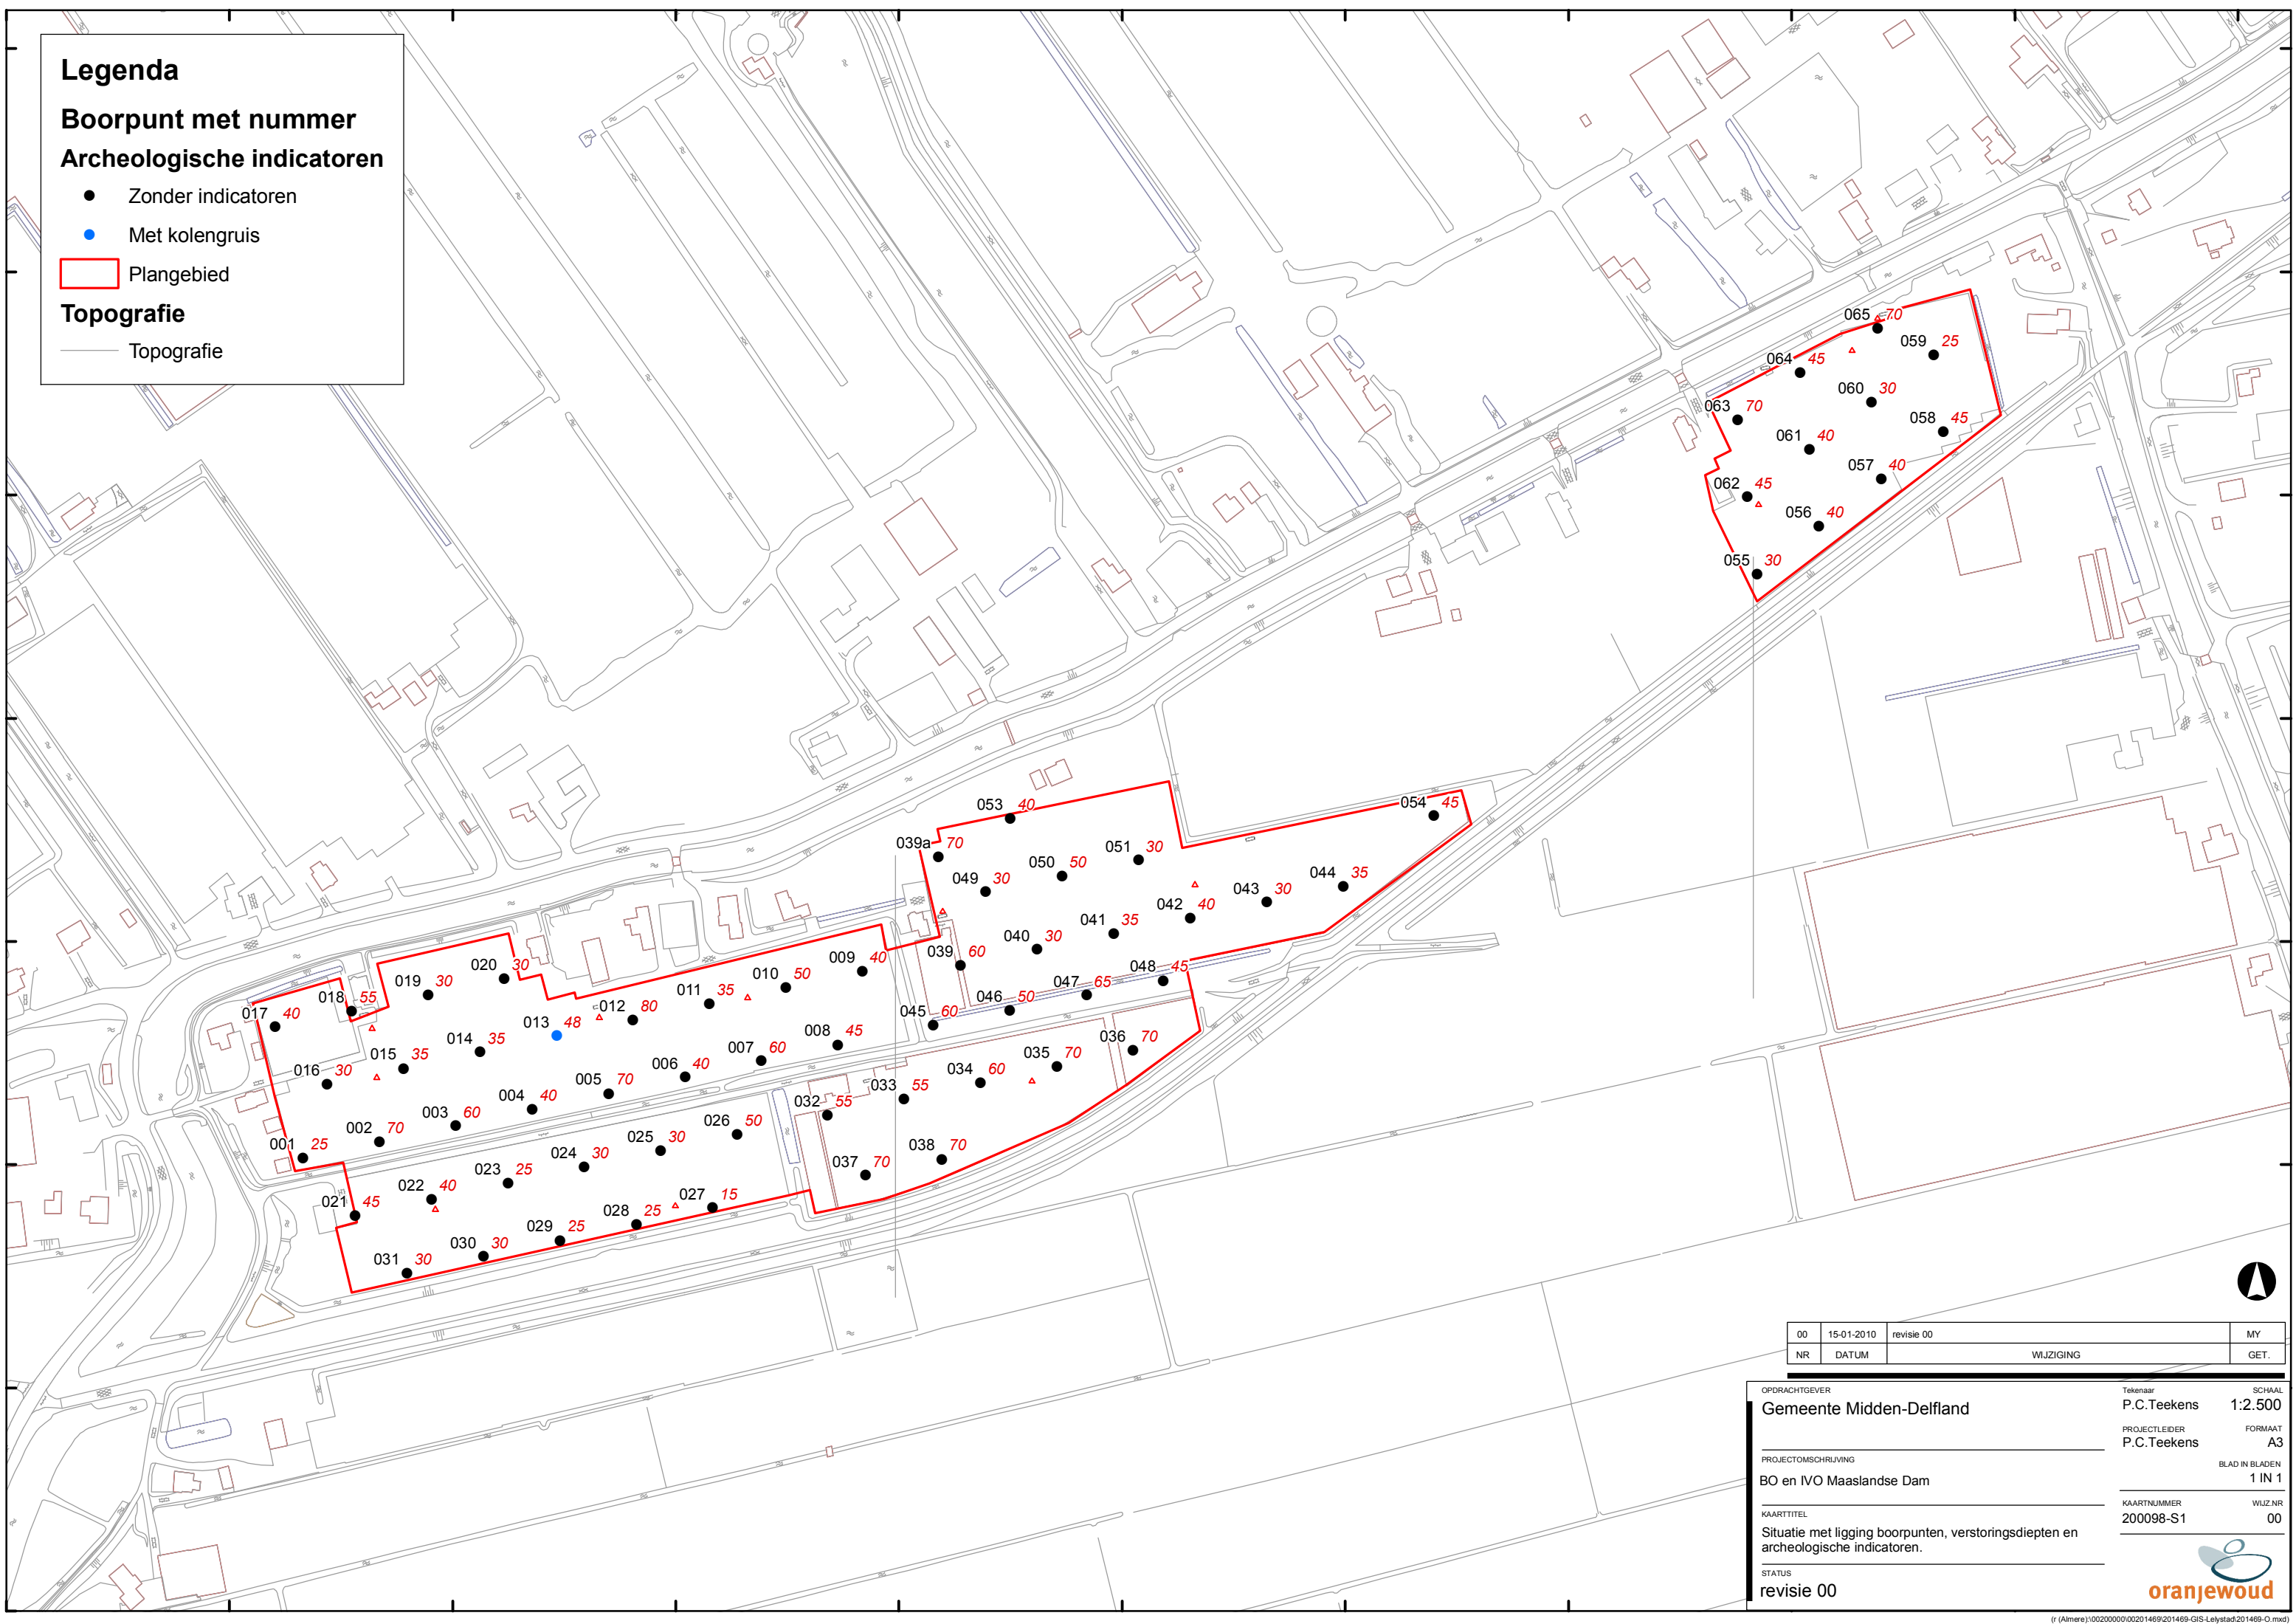 Legenda
Boorpunt met nummer
Archeologische indicatoren
Zonder indicatoren
Met kolengruis
Plangebied
Topografie
Topografie
065 70
059 25
064 45
060 30
063 70
058 45
061 40
057 40
062 45
056 40
055 30
053 40
054 45
039a 70
051 30
050 50
049 30
044 35
043 30
042 40
041 35
040 30
039 60
009 40
020 30
048 45
010 50
019 30
047 65
011 35
018 55
046 50
012 80
017 40
045 60
013 48
008 45
014 35
036 70
007 60
015 35
035 70
006 40
016 30
034 60
005 70
033 55
004 40
032 55
003 60
026 50
002 70
025 30
001 25
038 70
024 30
037 70
023 25
022 40
027 15
021 45
028 25
029 25
030 30
031 30
00 15-01-2010 revisie 00 MY
NR DATUM WIJZIGING GET.
OPDRACHTGEVER
Gemeente Midden-Delfland
Tekenaar SCHAAL
P.C.Teekens 1:2.500
PROJECTLEIDER FORMAAT
P.C.Teekens A3
PROJECTOMSCHRIJVING
BO en IVO Maaslandse Dam
BLAD IN BLADEN
1 IN 1
KAARTNUMMER WIJZ.NR
200098-S1 00
KAARTTITEL
Situatie met ligging boorpunten, verstoringsdiepten en
archeologische indicatoren.
STATUS
revisie 00
oranjewoud
(r (Almere):\00200000\00201469\201469-GIS-Lelystad\201469-O.mxd)